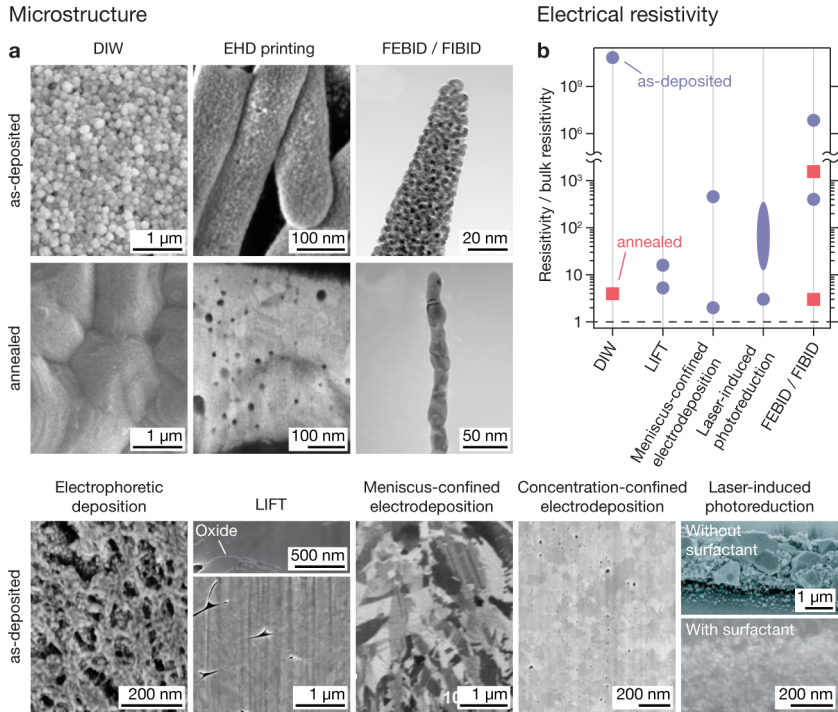 Microstructure
Electrical resistivity
a
DIW
EHD printing
FEBID / FIBID
as-deposited
1 µm
100 nm
20 nm
annealed
1 µm
100 nm
50 nm
b
Resistivity / bulk resisitivity
10⁹
10⁶
10³
10²
10
1
as-deposited
annealed
DIW
LIFT
Meniscus-confined
electrodeposition
Laser-induced
photoreduction
FEBID / FIBID
Electrophoretic
deposition
LIFT
Meniscus-confined
electrodeposition
Concentration-confined
electrodeposition
Laser-induced
photoreduction
as-deposited
200 nm
Oxide
500 nm
1 µm
1 µm
200 nm
Without
surfactant
1 µm
With surfactant
200 nm